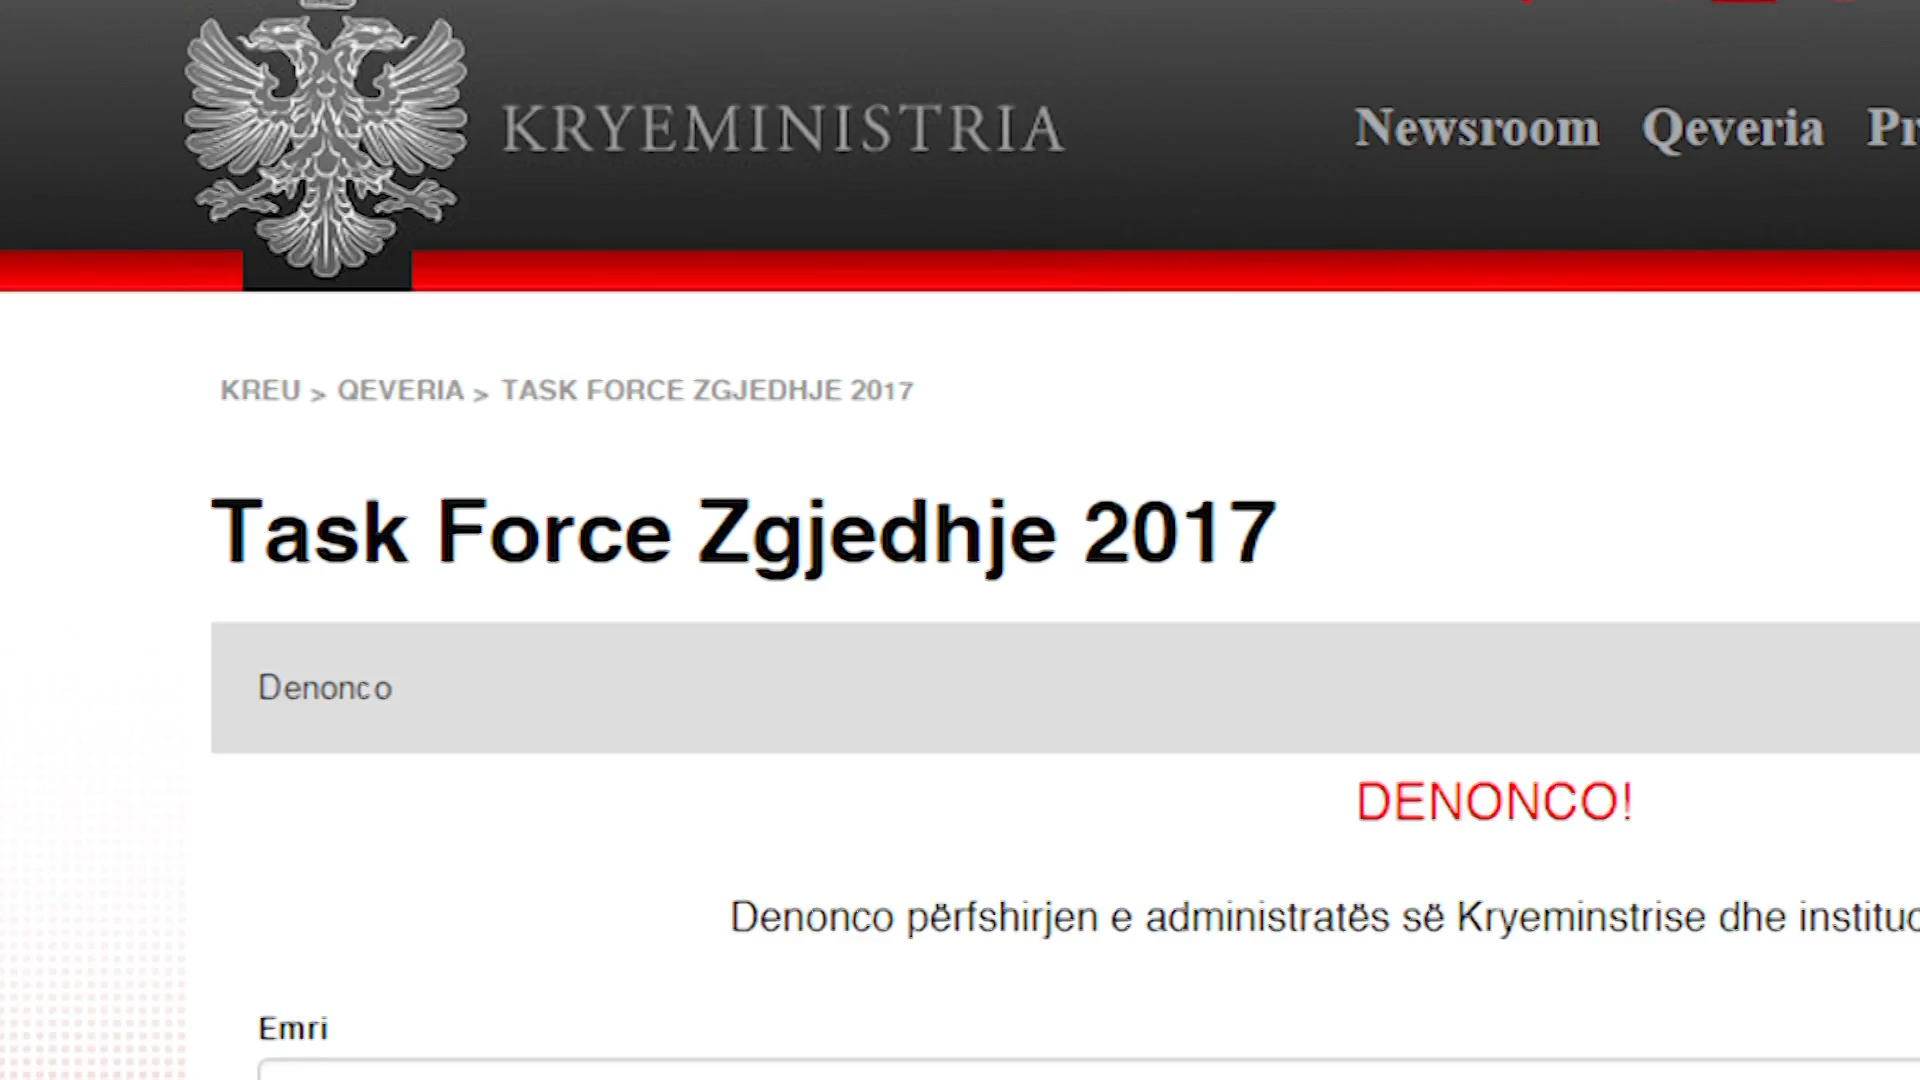 KRYEMINISTRIA
Newsroom Qeveria
KREU > QEVERIA > TASK FORCE ZGJEDHJE 2017
Task Force Zgjedhje 2017
Denonco
DENONCO!
Denonco përfshirjen e administratës së Kryeminstrise dhe
Emri